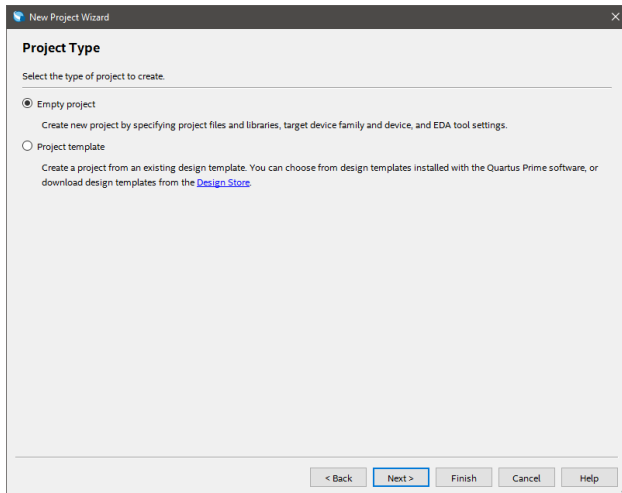 New Project Wizard
Project Type
Select the type of project to create.
Empty project
Create new project by specifying project files and libraries, target device family and device, and EDA tool settings.
Project template
Create a project from an existing design template. You can choose from design templates installed with the Quartus Prime software, or
download design templates from the Design Store.
< Back Next > Finish Cancel Help